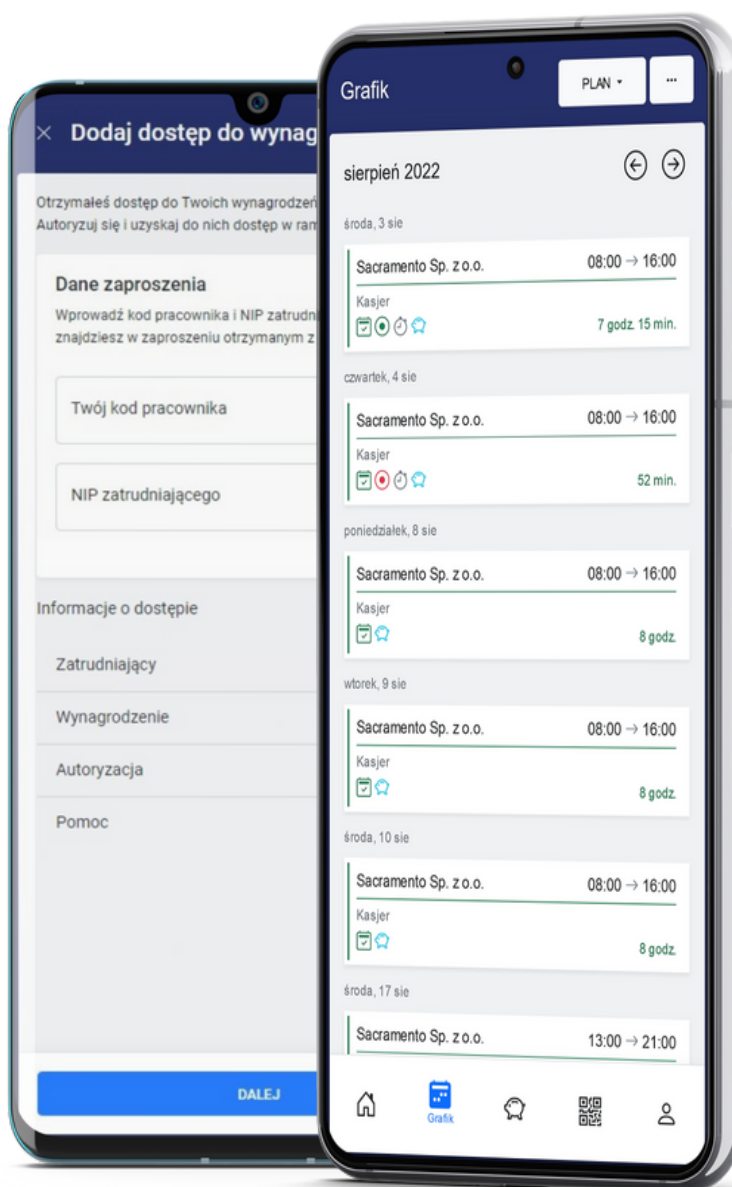 Dodaj dostęp do
Otrzymałeś dostęp do Twoich wynagrodzeń
Autoryzuj się i uzyskaj do nich dostęp w
Dane zaproszenia
Wprowadź kod pracownika i NIP
znajdziesz w zaproszeniu otrzymanym z
Twój kod pracownika
NIP zatrudniającego
Informacje o dostępie
Zatrudniający
Wynagrodzenie
Autoryzacja
Pomoc
DALEJ
Grafik
PLAN
sierpień 2022
środa, 3 sie
Sacramento Sp. z o.o. 08:00 → 16:00
Kasjer
7 godz. 15 min.
czwartek, 4 sie
Sacramento Sp. z o.o. 08:00 → 16:00
Kasjer
52 min.
poniedziałek, 8 sie
Sacramento Sp. z o.o. 08:00 → 16:00
Kasjer
8 godz.
wtorek, 9 sie
Sacramento Sp. z o.o. 08:00 → 16:00
Kasjer
8 godz.
środa, 10 sie
Sacramento Sp. z o.o. 08:00 → 16:00
Kasjer
8 godz.
środa, 17 sie
Sacramento Sp. z o.o. 13:00 → 21:00
Grafik